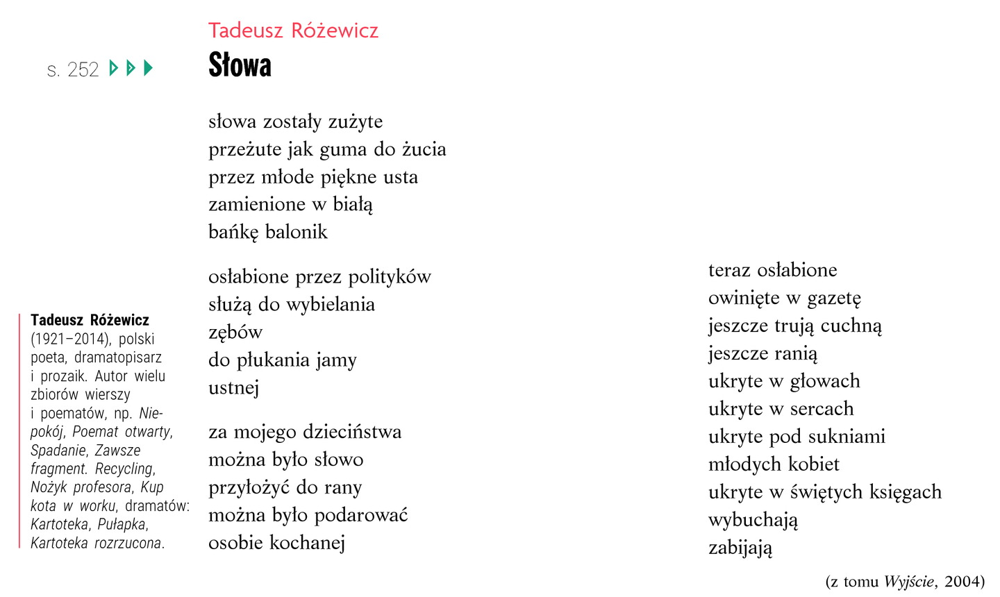 Tadeusz Różewicz
Słowa
s. 252
słowa zostały zużyte
przeżute jak guma do żucia
przez młode piękne usta
zamienione w białą
bańkę balonik
osłabione przez polityków
służą do wybielania
zębów
do płukania jamy
ustnej
za mojego dzieciństwa
można było słowo
przyłożyć do rany
można było podarować
osobie kochanej
teraz osłabione
owinięte w gazetę
jeszcze trują cuchną
jeszcze ranią
ukryte w głowach
ukryte w sercach
ukryte pod sukniami
młodych kobiet
ukryte w świętych księgach
wybuchają
zabijają
(z tomu Wyjście, 2004)
Tadeusz Różewicz
(1921–2014), polski
poeta, dramatopisarz
i prozaik. Autor wielu
zbiorów wierszy
i poematów, np. Nie-
pokój, Poemat otwarty,
Spadanie, Zawsze
fragment. Recycling,
Nożyk profesora, Kup
kota w worku, dramatów:
Kartoteka, Pułapka,
Kartoteka rozrzucona.